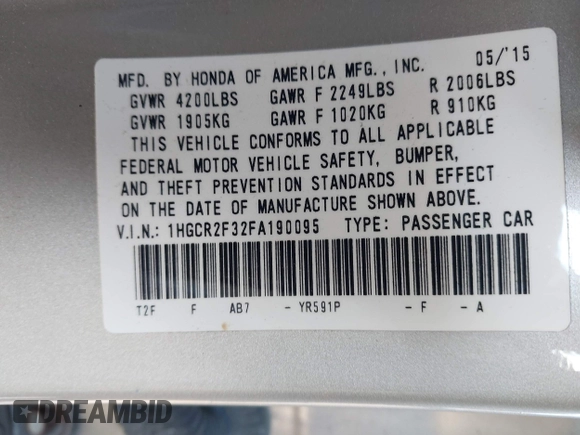 MFD. BY HONDA OF AMERICA MFG., INC. 05/'15
GVWR 4200LBS GAWR F 2249LBS R 2006LBS
GVWR 1905KG GAWR F 1020KG R 910KG
THIS VEHICLE CONFORMS TO ALL APPLICABLE
FEDERAL MOTOR VEHICLE SAFETY, BUMPER,
AND THEFT PREVENTION STANDARDS IN EFFECT
ON THE DATE OF MANUFACTURE SHOWN ABOVE.
V.I.N.: 1HGCR2F32FA190095 TYPE: PASSENGER CAR
T2F F AB7 - YR591P - F - A
DREAMBID